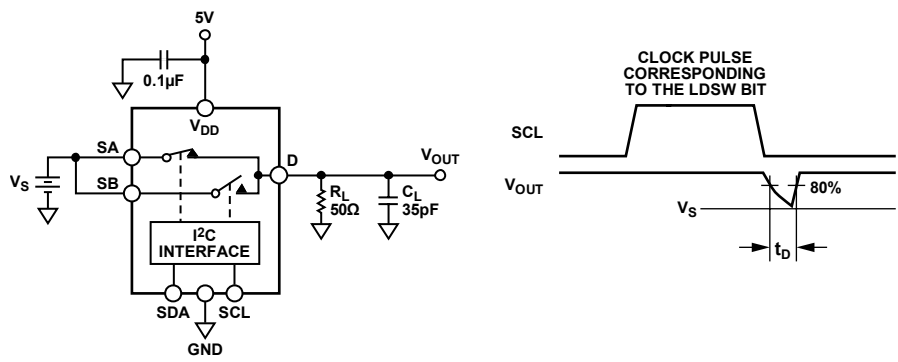 5V
0.1µF
VDD
SA
SB
VS
D
VOUT
RL
50Ω
CL
35pF
I2C
INTERFACE
SDA
SCL
GND
CLOCK PULSE
CORRESPONDING
TO THE LDSW BIT
SCL
VOUT
80%
VS
tD